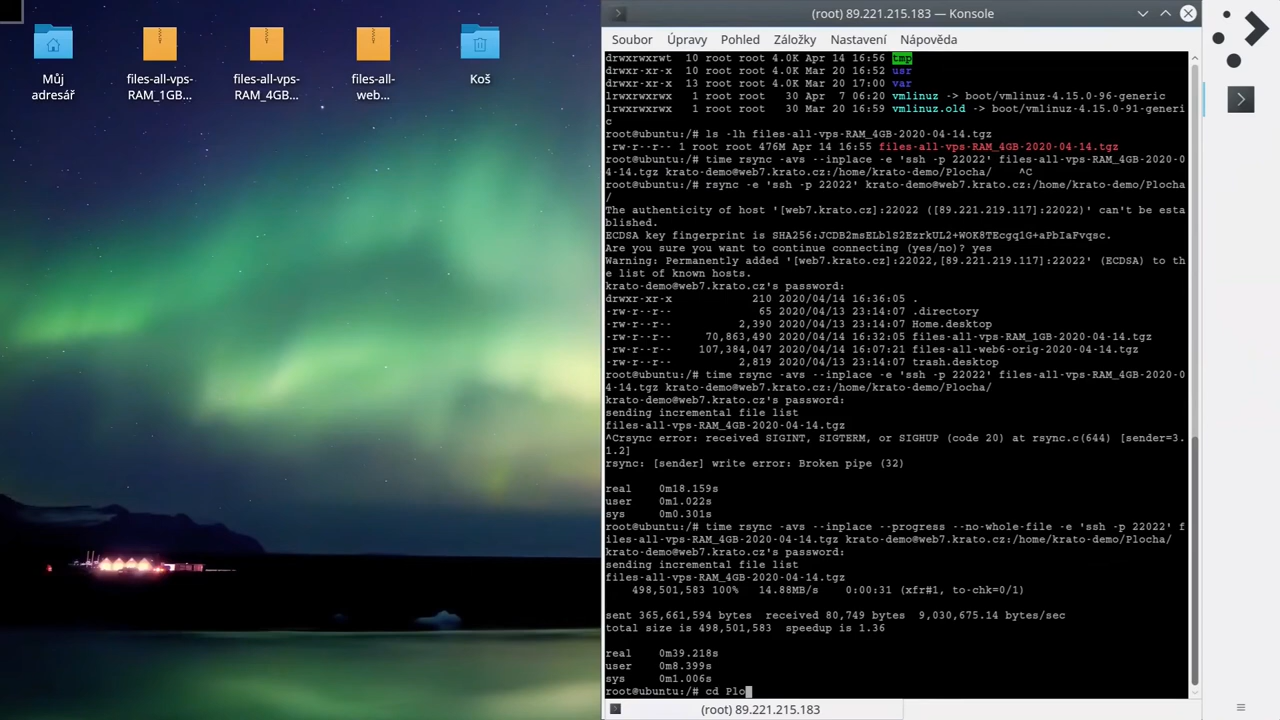 (root) 89.221.215.183 — Konsole
Soubor Úpravy Pohled Záložky Nastavení Nápověda
Můj adresář
files-all-vps-RAM_1GB...
files-all-vps-RAM_4GB...
files-all-web...
Koš
drwxrwxrwt  10 root root 4.0K Apr 14 16:56 tmp
drwxr-xr-x  10 root root 4.0K Mar 20 16:52 usr
drwxr-xr-x  13 root root 4.0K Mar 20 17:00 var
lrwxrwxrwx   1 root root   30 Apr  7 06:20 vmlinuz -> boot/vmlinuz-4.15.0-96-generic
lrwxrwxrwx   1 root root   30 Mar 20 16:59 vmlinuz.old -> boot/vmlinuz-4.15.0-91-generi
c
root@ubuntu:/# ls -lh files-all-vps-RAM_4GB-2020-04-14.tgz
-rw-r--r-- 1 root root 476M Apr 14 16:55 files-all-vps-RAM_4GB-2020-04-14.tgz
root@ubuntu:/# time rsync -avs --inplace -e 'ssh -p 22022' files-all-vps-RAM_4GB-2020-0
4-14.tgz krato-demo@web7.krato.cz:/home/krato-demo/Plocha/    ^C
root@ubuntu:/# rsync -e 'ssh -p 22022' krato-demo@web7.krato.cz:/home/krato-demo/Plocha
/
The authenticity of host '[web7.krato.cz]:22022 ([89.221.219.117]:22022)' can't be esta
blished.
ECDSA key fingerprint is SHA256:JCDB2msELblS2EzrkUL2+WOK8TEcgqlG+aPbIaFvqsc.
Are you sure you want to continue connecting (yes/no)? yes
Warning: Permanently added '[web7.krato.cz]:22022,[89.221.219.117]:22022' (ECDSA) to th
e list of known hosts.
krato-demo@web7.krato.cz's password:
drwxr-xr-x            210 2020/04/14 16:36:05 .
-rw-r--r--             65 2020/04/13 23:14:07 .directory
-rw-r--r--          2,390 2020/04/13 23:14:07 Home.desktop
-rw-r--r--     70,863,490 2020/04/14 16:32:05 files-all-vps-RAM_1GB-2020-04-14.tgz
-rw-r--r--    107,384,047 2020/04/14 16:07:21 files-all-web6-orig-2020-04-14.tgz
-rw-r--r--          2,819 2020/04/13 23:14:07 trash.desktop
root@ubuntu:/# time rsync -avs --inplace -e 'ssh -p 22022' files-all-vps-RAM_4GB-2020-0
4-14.tgz krato-demo@web7.krato.cz:/home/krato-demo/Plocha/
krato-demo@web7.krato.cz's password:
sending incremental file list
files-all-vps-RAM_4GB-2020-04-14.tgz
^Crsync error: received SIGINT, SIGTERM, or SIGHUP (code 20) at rsync.c(644) [sender=3.
1.2]
rsync: [sender] write error: Broken pipe (32)
real    0m18.159s
user    0m1.022s
sys     0m0.301s
root@ubuntu:/# time rsync -avs --inplace --progress --no-whole-file -e 'ssh -p 22022' f
iles-all-vps-RAM_4GB-2020-04-14.tgz krato-demo@web7.krato.cz:/home/krato-demo/Plocha/
krato-demo@web7.krato.cz's password:
sending incremental file list
files-all-vps-RAM_4GB-2020-04-14.tgz
    498,501,583 100%   14.88MB/s    0:00:31 (xfr#1, to-chk=0/1)
sent 365,661,594 bytes  received 80,749 bytes  9,030,675.14 bytes/sec
total size is 498,501,583  speedup is 1.36
real    0m39.218s
user    0m8.399s
sys     0m1.006s
root@ubuntu:/# cd Plo
(root) 89.221.215.183